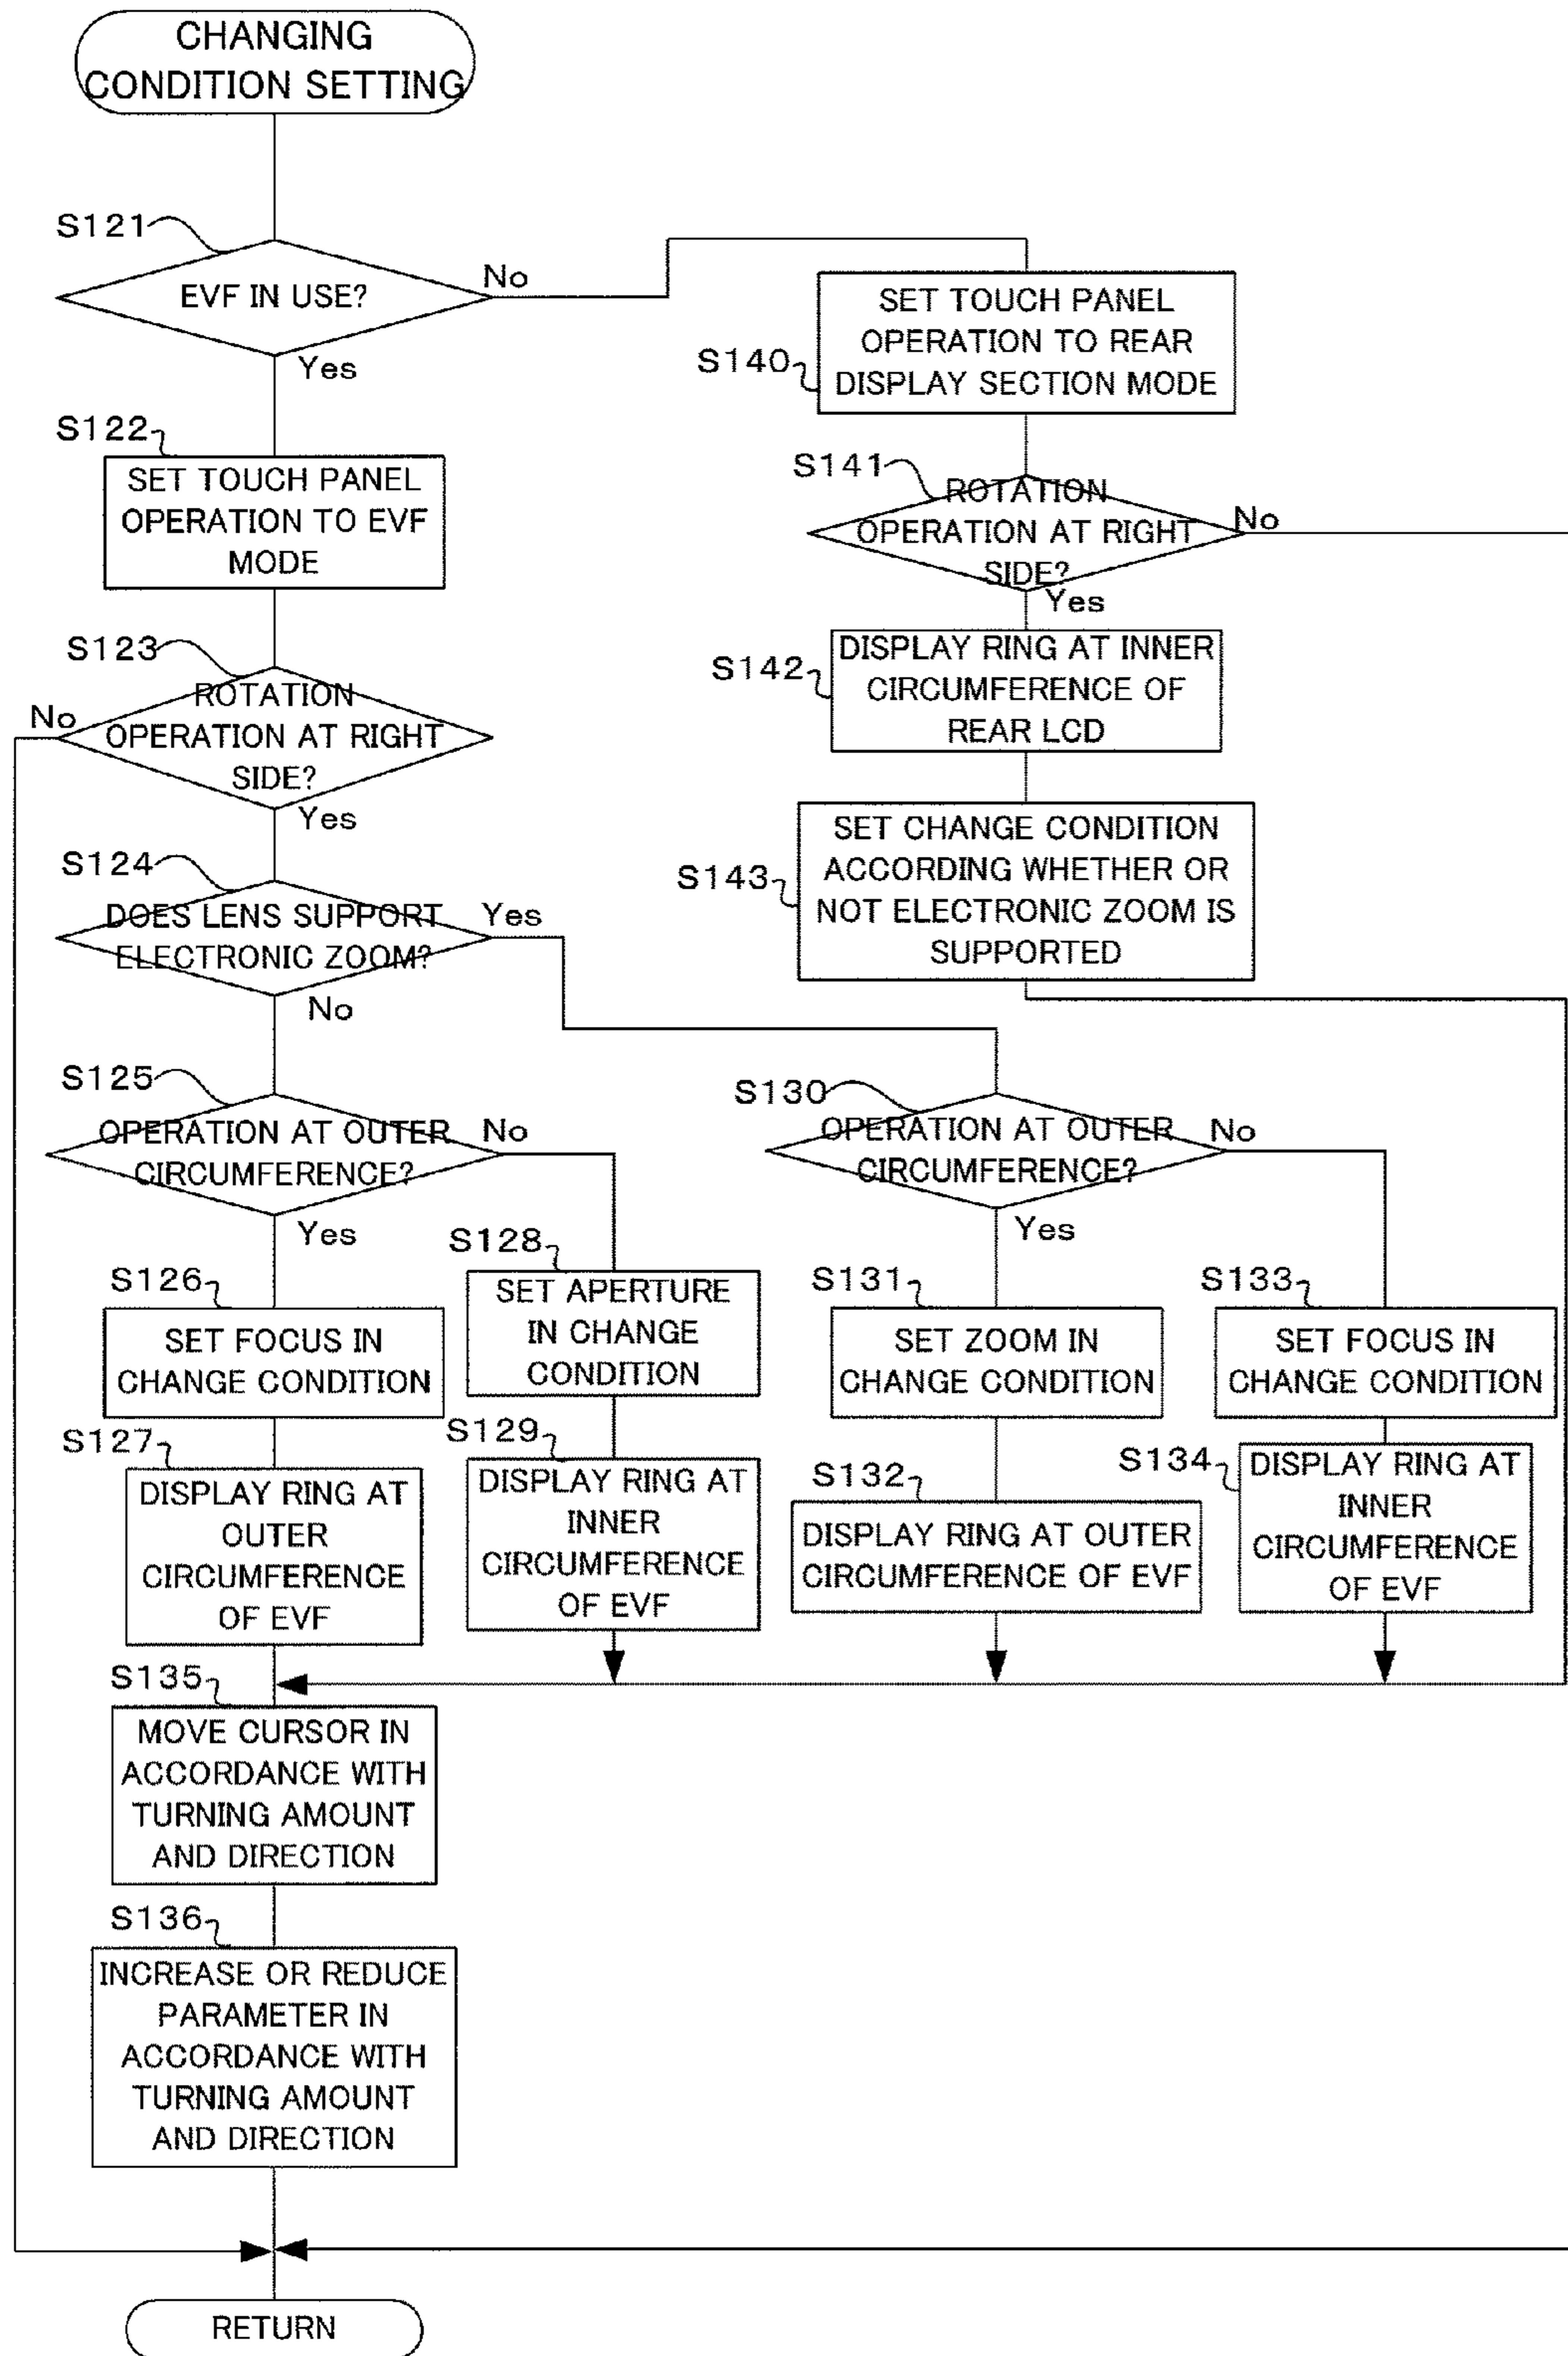 CHANGING
CONDITION SETTING
S121
EVF IN USE?
No
Yes
S122
SET TOUCH PANEL
OPERATION TO EVF
MODE
S123
ROTATION
OPERATION AT RIGHT
SIDE?
No
Yes
S124
DOES LENS SUPPORT
ELECTRONIC ZOOM?
Yes
No
S125
OPERATION AT OUTER
CIRCUMFERENCE?
No
Yes
S126
SET FOCUS IN
CHANGE CONDITION
S127
DISPLAY RING AT
OUTER
CIRCUMFERENCE
OF EVF
S128
SET APERTURE
IN CHANGE
CONDITION
S129
DISPLAY RING AT
INNER
CIRCUMFERENCE
OF EVF
S130
OPERATION AT OUTER
CIRCUMFERENCE?
No
Yes
S131
SET ZOOM IN
CHANGE CONDITION
S132
DISPLAY RING AT OUTER
CIRCUMFERENCE OF EVF
S133
SET FOCUS IN
CHANGE CONDITION
S134
DISPLAY RING AT
INNER
CIRCUMFERENCE
OF EVF
S135
MOVE CURSOR IN
ACCORDANCE WITH
TURNING AMOUNT
AND DIRECTION
S136
INCREASE OR REDUCE
PARAMETER IN
ACCORDANCE WITH
TURNING AMOUNT
AND DIRECTION
S140
SET TOUCH PANEL
OPERATION TO REAR
DISPLAY SECTION MODE
S141
ROTATION
OPERATION AT RIGHT
SIDE?
No
Yes
S142
DISPLAY RING AT INNER
CIRCUMFERENCE OF
REAR LCD
S143
SET CHANGE CONDITION
ACCORDING WHETHER OR
NOT ELECTRONIC ZOOM IS
SUPPORTED
RETURN